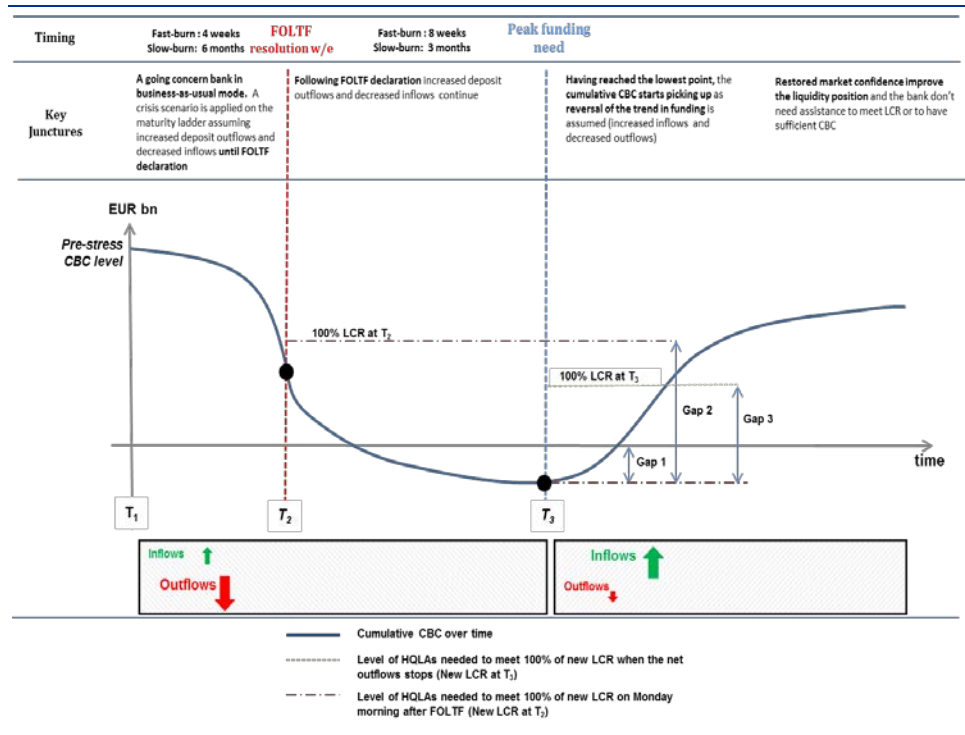 Timing
Fast-burn : 4 weeks
Slow-burn: 6 months
FOLTF
resolution w/e
Fast-burn: 8 weeks
Slow-burn: 3 months
Peak funding
need
Key
Junctures
A going concern bank in
business-as-usual mode. A
crisis scenario is applied on the
maturity ladder assuming
increased deposit outflows and
decreased inflows until FOLTF
declaration
Following FOLTF declaration increased deposit
outflows and decreased inflows continue
Having reached the lowest point, the
cumulative CBC starts picking up as
reversal of the trend in funding is
assumed (increased inflows and
decreased outflows)
Restored market confidence improve
the liquidity position and the bank don't
need assistance to meet LCR or to have
sufficient CBC
EUR bn
Pre-stress
CBC level
100% LCR at T2
100% LCR at T3
Gap 2
Gap 3
Gap 1
time
T1
T2
T3
Inflows
Outflows
Inflows
Outflows
Cumulative CBC over time
Level of HQLAs needed to meet 100% of new LCR when the net
outflows stops (New LCR at T3)
Level of HQLAs needed to meet 100% of new LCR on Monday
morning after FOLTF (New LCR at T2)